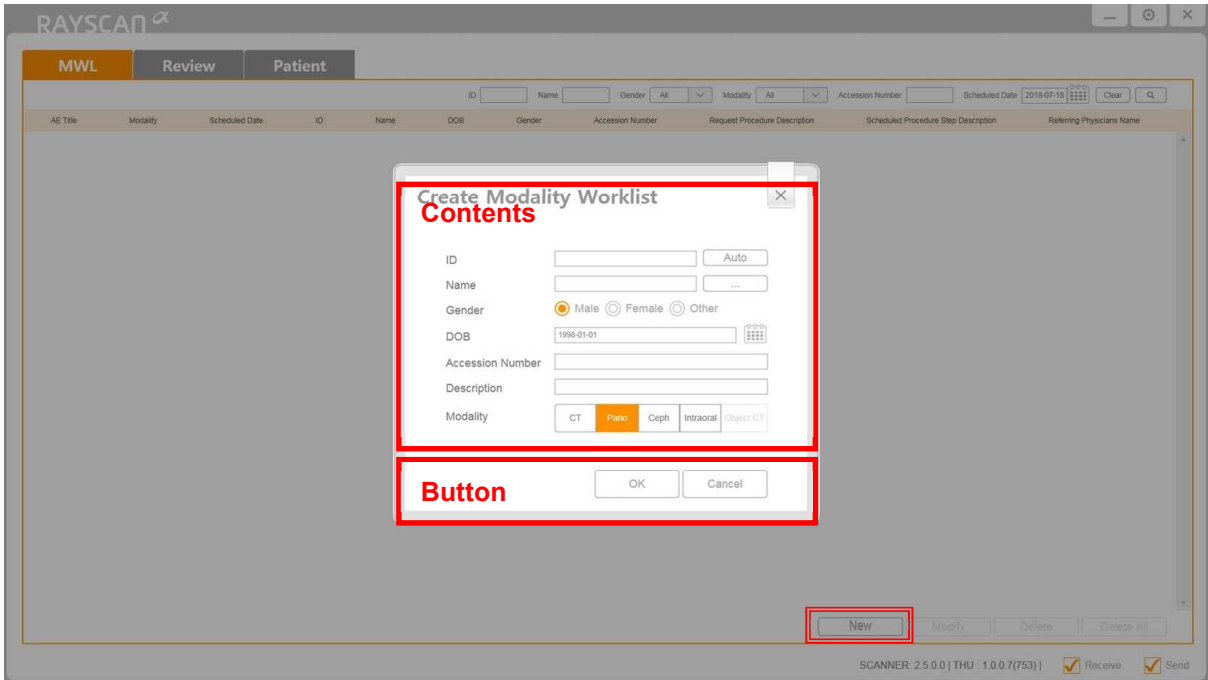 RAYSCAN α
MWL Review Patient
ID Name Gender All Modality All Accession Number Scheduled Date 2018-07-18 Clear
AE Title Modality Scheduled Date ID Name DOB Gender Accession Number Request Procedure Description Scheduled Procedure Step Description Referring Physicians Name
Create Modality Worklist
Contents
ID Auto
Name ...
Gender Male Female Other
DOB 1998-01-01
Accession Number
Description
Modality CT Pano Ceph Intraoral Object CT
Button OK Cancel
New Modify Delete Delete All
SCANNER: 2.5.0.0 | THU : 1.0.0.7(753) | Receive Send